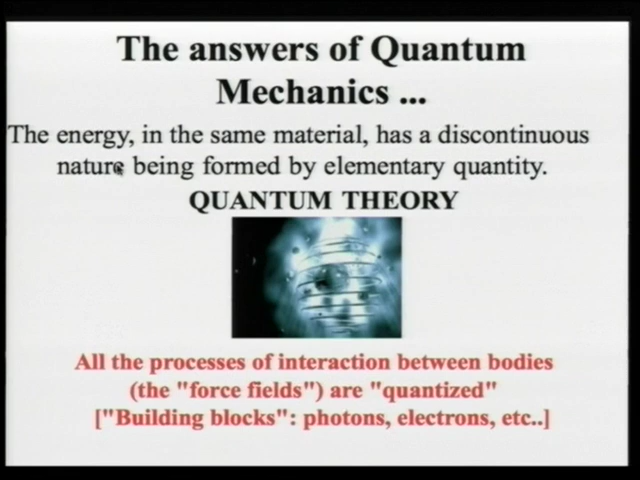 The answers of Quantum
Mechanics ...
The energy, in the same material, has a discontinuous
nature being formed by elementary quantity.
QUANTUM THEORY
All the processes of interaction between bodies
(the "force fields") are "quantized"
["Building blocks": photons, electrons, etc..]